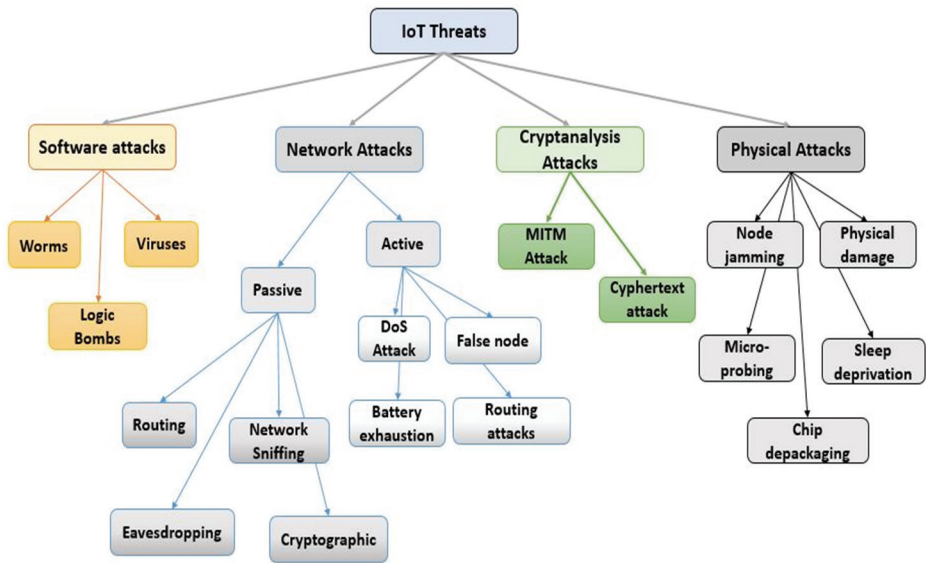 IoT Threats
Software attacks
Network Attacks
Cryptanalysis
Attacks
Physical Attacks
Worms
Viruses
Logic
Bombs
Passive
Active
Routing
Network
Sniffing
Eavesdropping
Cryptographic
DoS
Attack
False node
Battery
exhaustion
Routing
attacks
MITM
Attack
Cyphertext
attack
Node
jamming
Physical
damage
Micro-
probing
Sleep
deprivation
Chip
depackaging